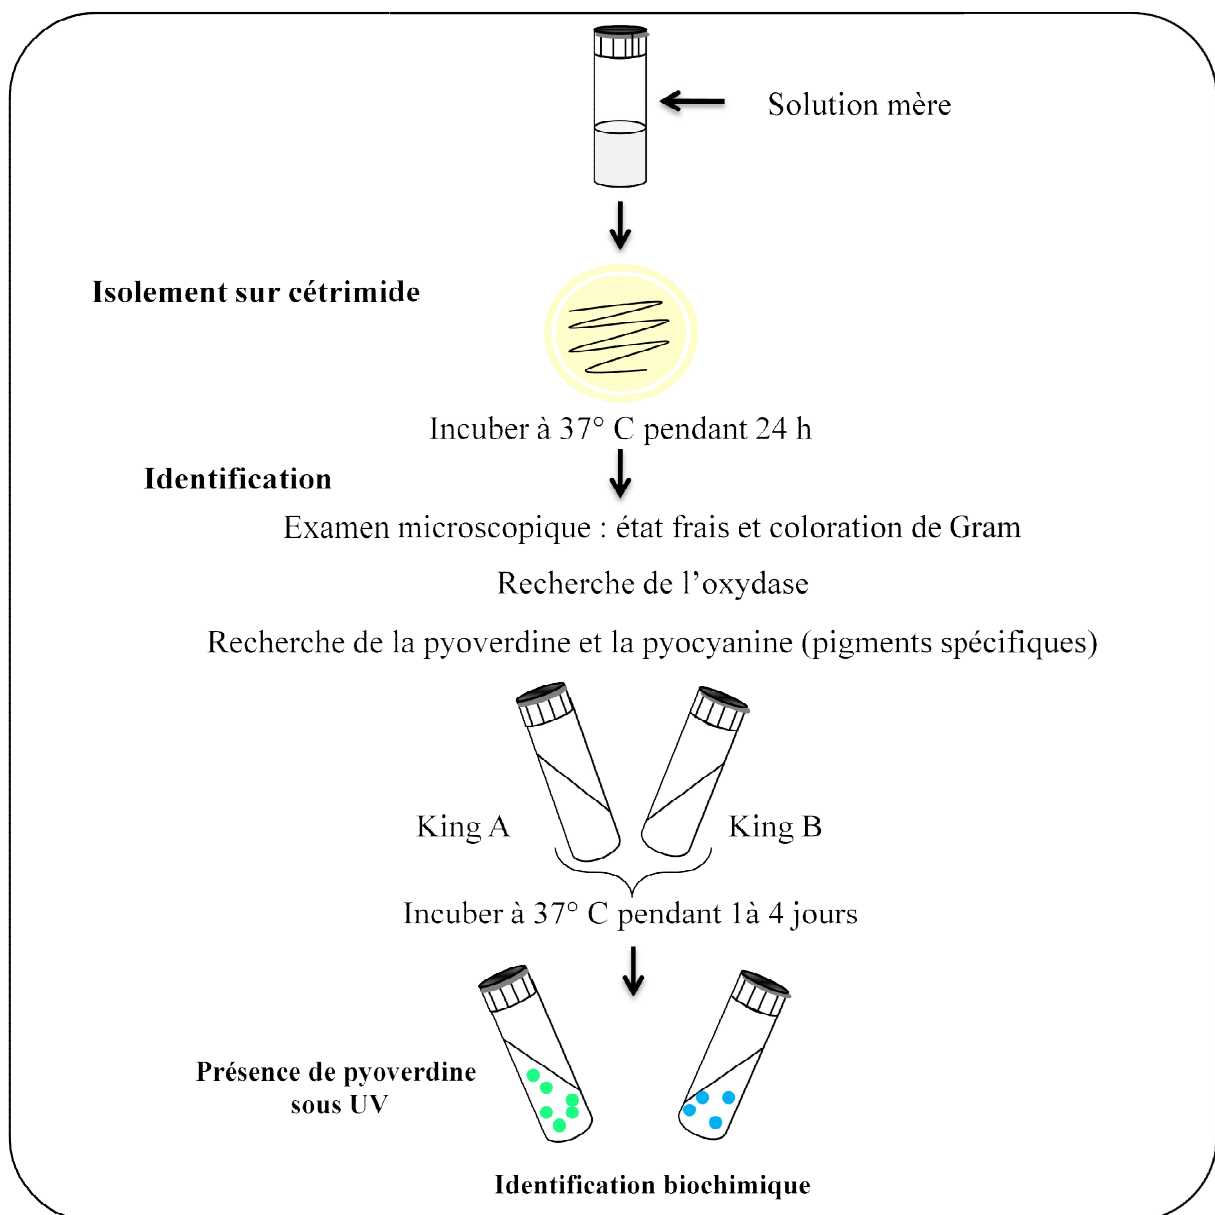 Solution mère
Isolement sur cétrimide
Incuber à 37° C pendant 24 h
Identification
Examen microscopique : état frais et coloration de Gram
Recherche de l’oxydase
Recherche de la pyoverdine et la pyocyanine (pigments spécifiques)
King A
King B
Incuber à 37° C pendant 1à 4 jours
Présence de pyoverdine
sous UV
Identification biochimique